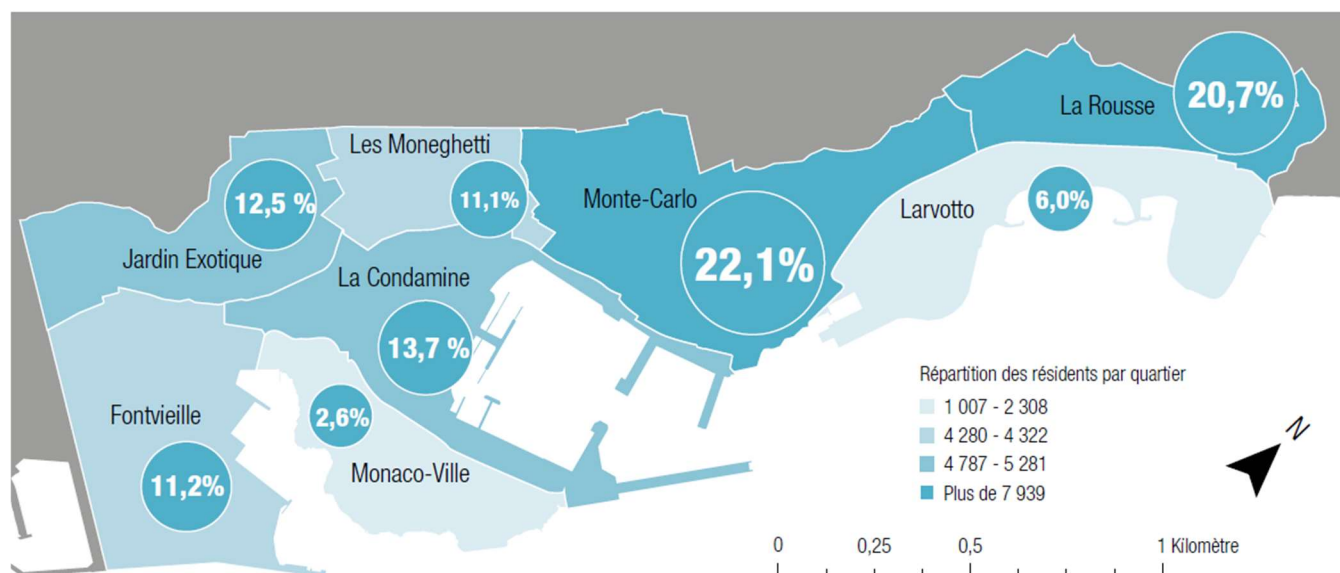 La Rousse
20,7%
Les Moneghetti
12,5 %
11,1%
Monte-Carlo
Larvotto
6,0%
Jardin Exotique
La Condamine
22,1%
13,7 %
Fontvieille
2,6%
Monaco-Ville
11,2%
Répartition des résidents par quartier
1 007 - 2 308
4 280 - 4 322
4 787 - 5 281
Plus de 7 939
N
0 0,25 0,5 1 Kilomètre